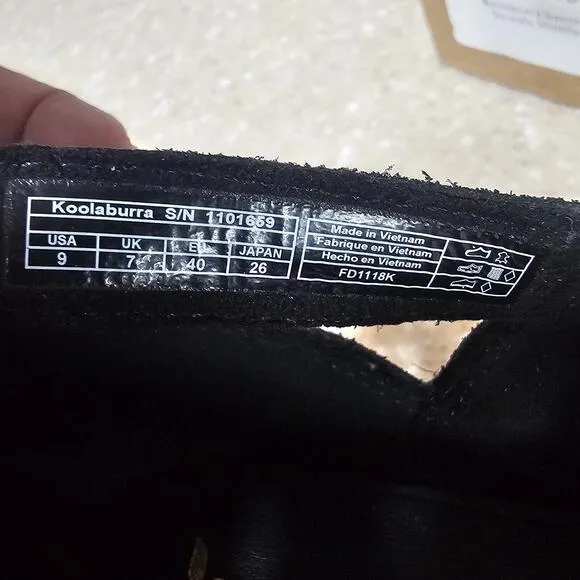 Koolaburra S/N 1101659
USA UK EU JAPAN
9 7 40 26
Made in Vietnam
Fabrique en Vietnam
Hecho en Vietnam
FD1118K